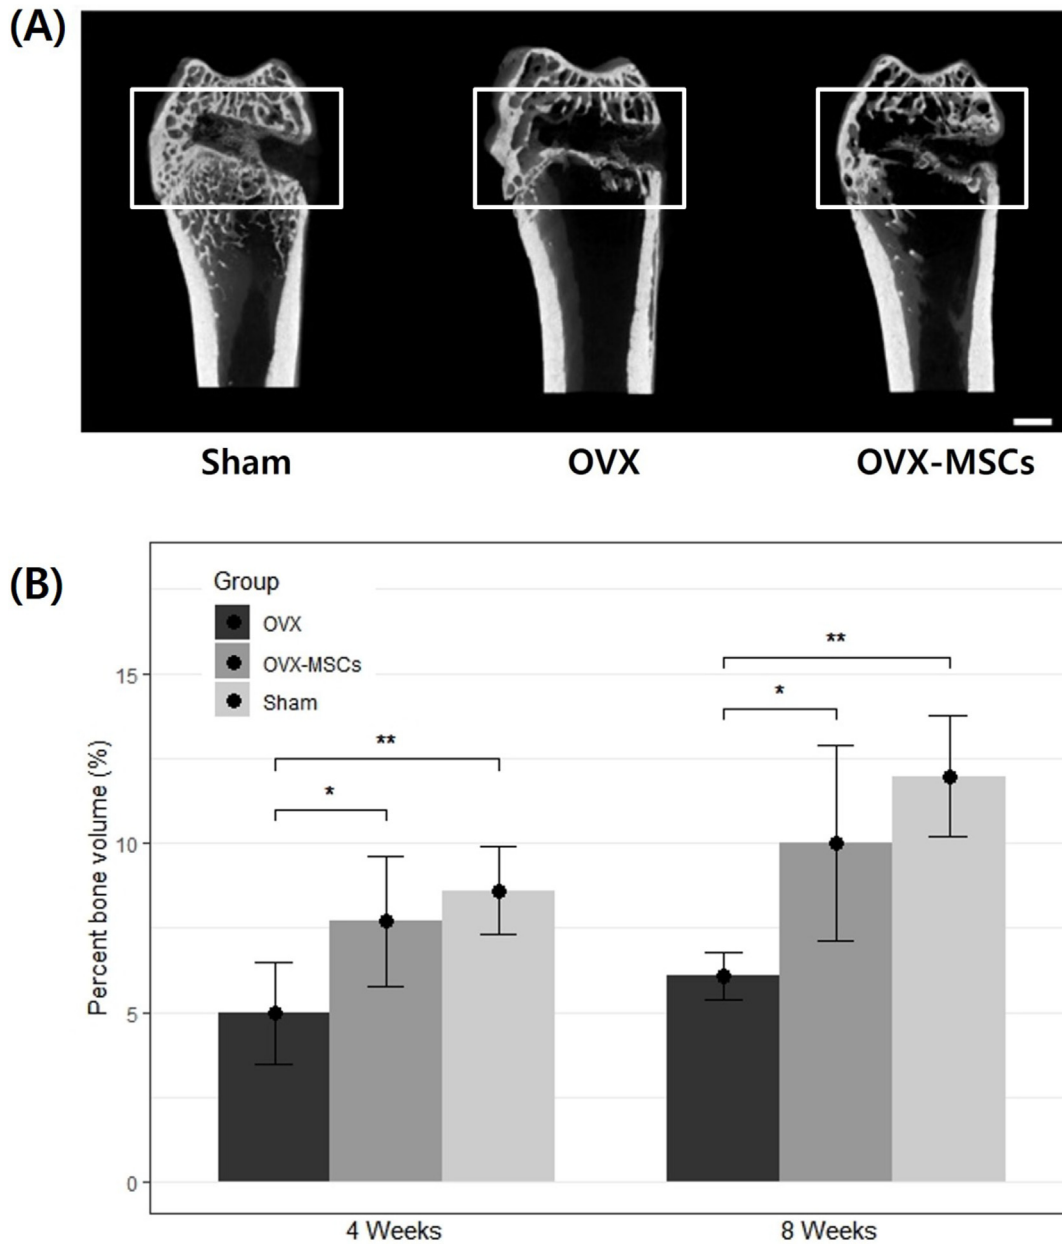 (A)
Sham OVX OVX-MSCs
(B)
Group
OVX
OVX-MSCs
Sham
**
*
**
*
15
10
5
0
Percent bone volume (%)
4 Weeks 8 Weeks